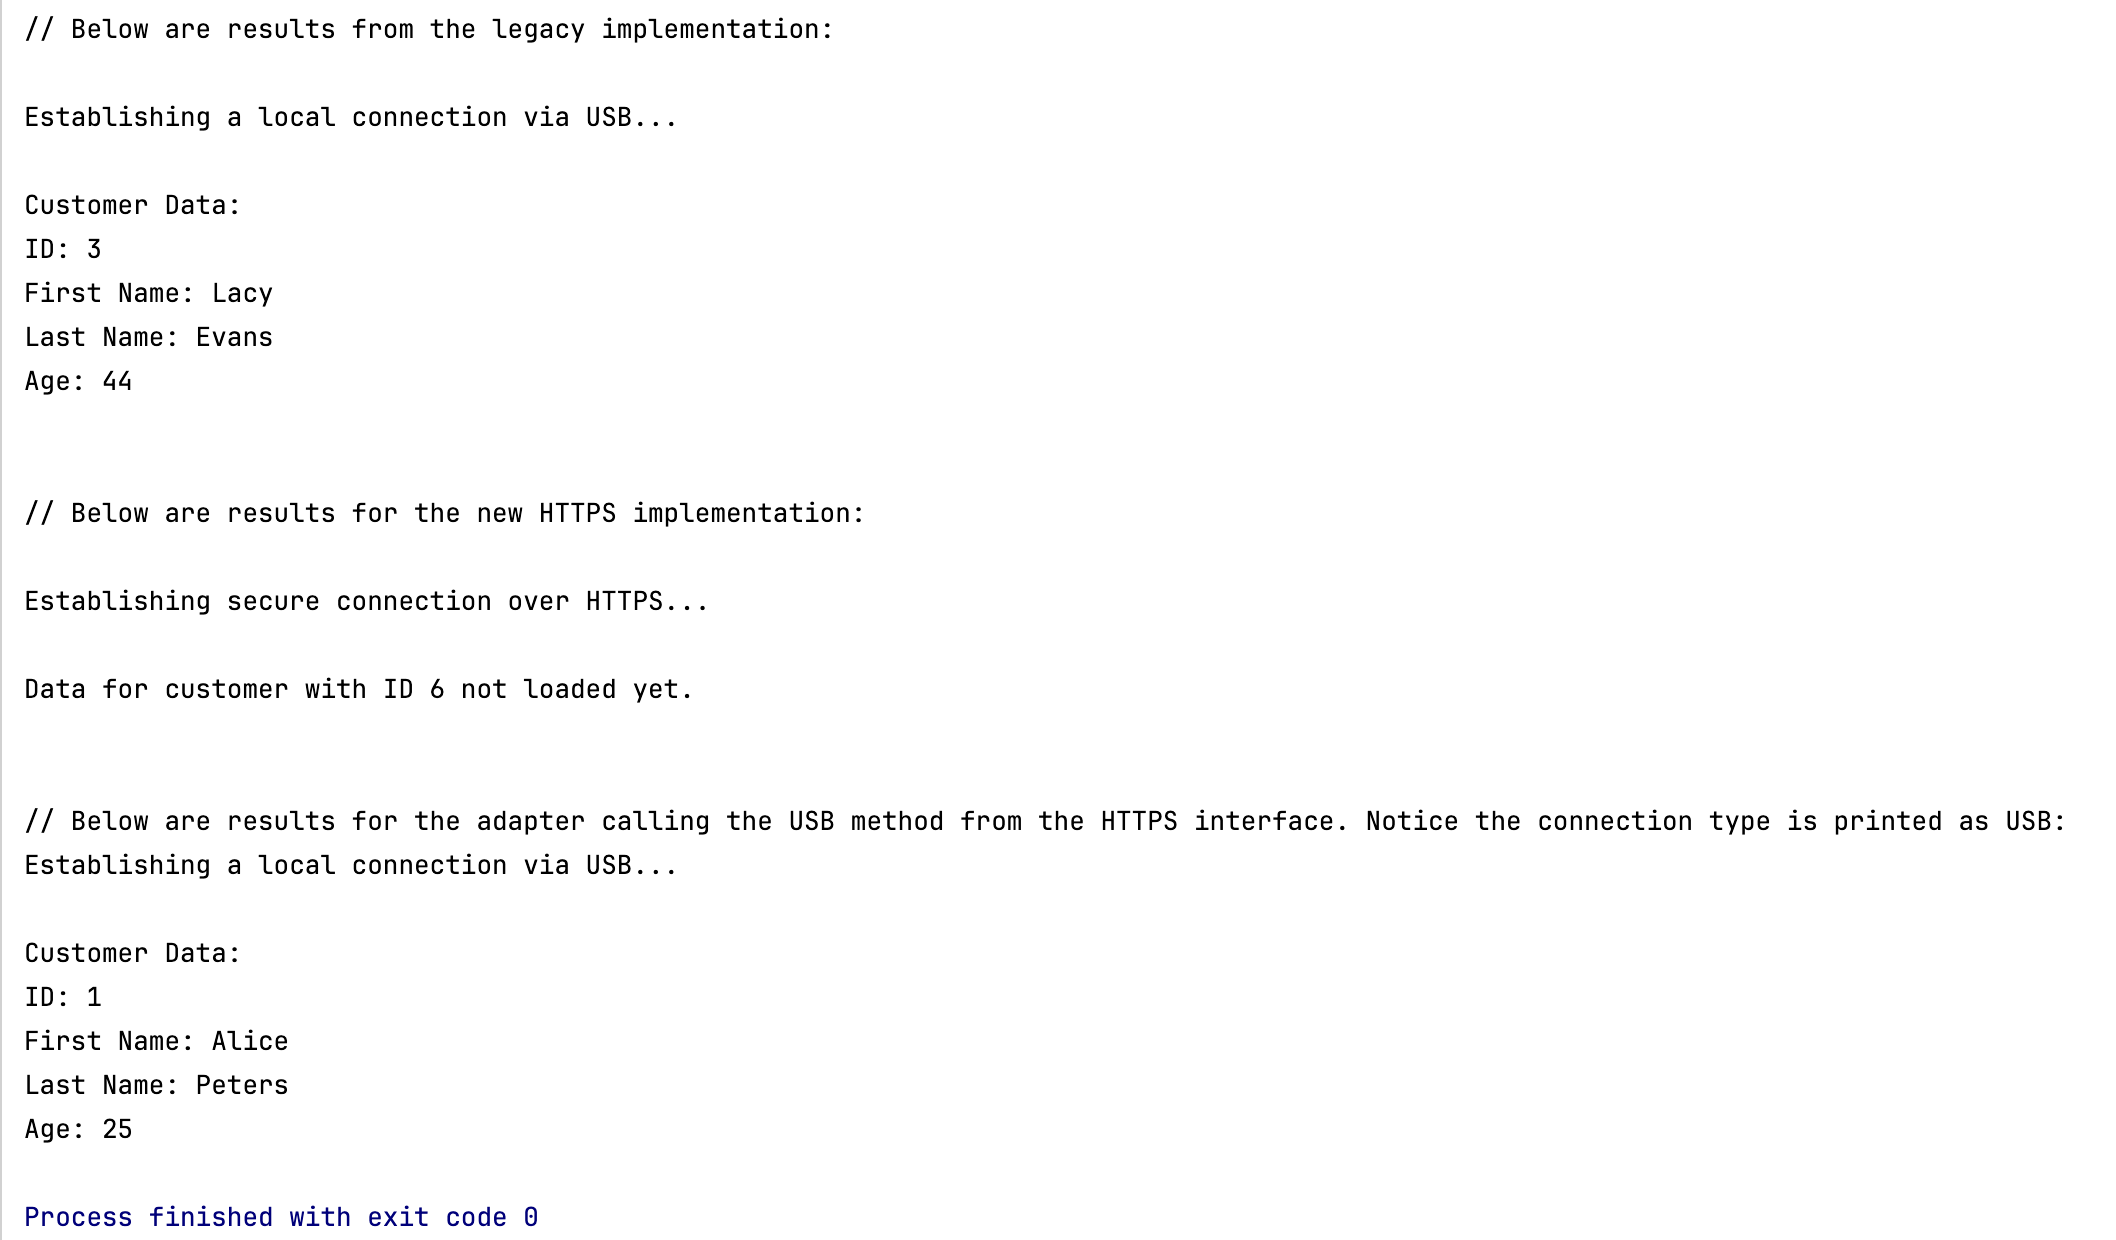 // Below are results from the legacy implementation:
Establishing a local connection via USB...
Customer Data:
ID: 3
First Name: Lacy
Last Name: Evans
Age: 44
// Below are results for the new HTTPS implementation:
Establishing secure connection over HTTPS...
Data for customer with ID 6 not loaded yet.
// Below are results for the adapter calling the USB method from the HTTPS interface. Notice the connection type is printed as USB:
Establishing a local connection via USB...
Customer Data:
ID: 1
First Name: Alice
Last Name: Peters
Age: 25
Process finished with exit code 0